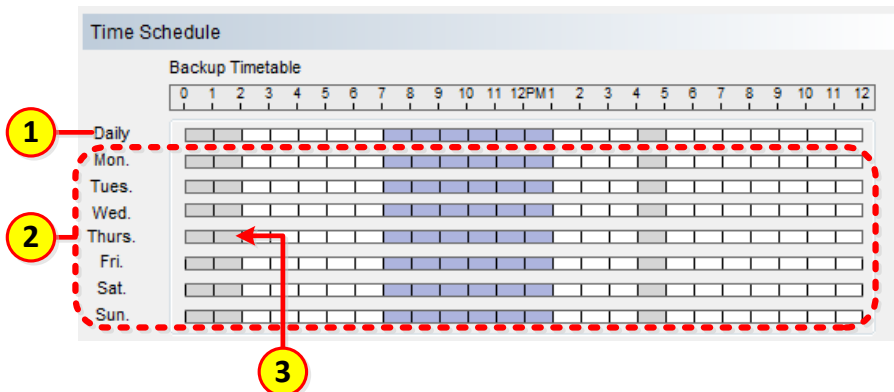 Time Schedule
Backup Timetable
0 1 2 3 4 5 6 7 8 9 10 11 12PM 1 2 3 4 5 6 7 8 9 10 11 12
1 Daily
Mon.
Tues.
Wed.
2 Thurs.
Fri.
Sat.
Sun.
3